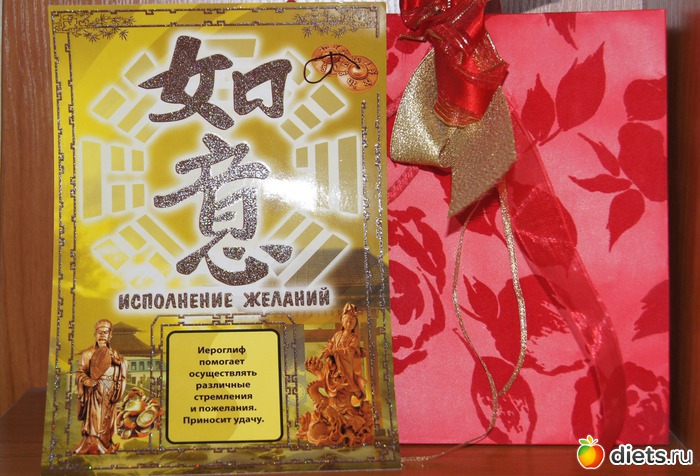 如
意
ИСПОЛНЕНИЕ ЖЕЛАНИЙ
Иероглиф
помогает
осуществлять
различные
стремления
и пожелания.
Приносит удачу.
diets.ru